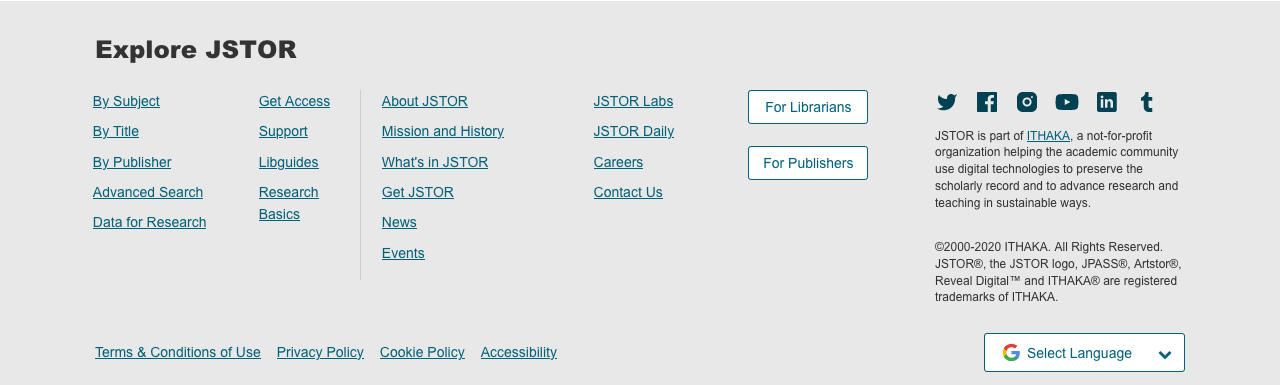 Explore JSTOR
By Subject
By Title
By Publisher
Advanced Search
Data for Research
Get Access
Support
Libguides
Research
Basics
About JSTOR
Mission and History
What's in JSTOR
Get JSTOR
News
Events
JSTOR Labs
JSTOR Daily
Careers
Contact Us
For Librarians
For Publishers
JSTOR is part of ITHAKA, a not-for-profit
organization helping the academic community
use digital technologies to preserve the
scholarly record and to advance research and
teaching in sustainable ways.
©2000-2020 ITHAKA. All Rights Reserved.
JSTOR®, the JSTOR logo, JPASS®, Artstor®,
Reveal Digital™ and ITHAKA® are registered
trademarks of ITHAKA.
Terms & Conditions of Use Privacy Policy Cookie Policy Accessibility
Select Language